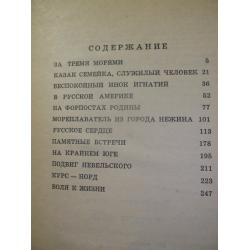 СОДЕРЖАНИЕ
ЗА ТРЕМЯ МОРЯМИ 5
КАЗАК СЕМЕЙКА, СЛУЖИЛЫЙ ЧЕЛОВЕК 21
БЕСПОКОЙНЫЙ ИНОК ИГНАТИЙ 36
В РУССКОЙ АМЕРИКЕ 52
НА ФОРПОСТАХ РОДИНЫ 77
МОРЕПЛАВАТЕЛЬ ИЗ ГОРОДА НЕЖИНА 101
РУССКОЕ СЕРДЦЕ 113
ПАМЯТНЫЕ ВСТРЕЧИ 178
НА КРАЙНЕМ ЮГЕ 195
ПОДВИГ НЕВЕЛЬСКОГО 211
КУРС — НОРД 223
ВОЛЯ К ЖИЗНИ 247